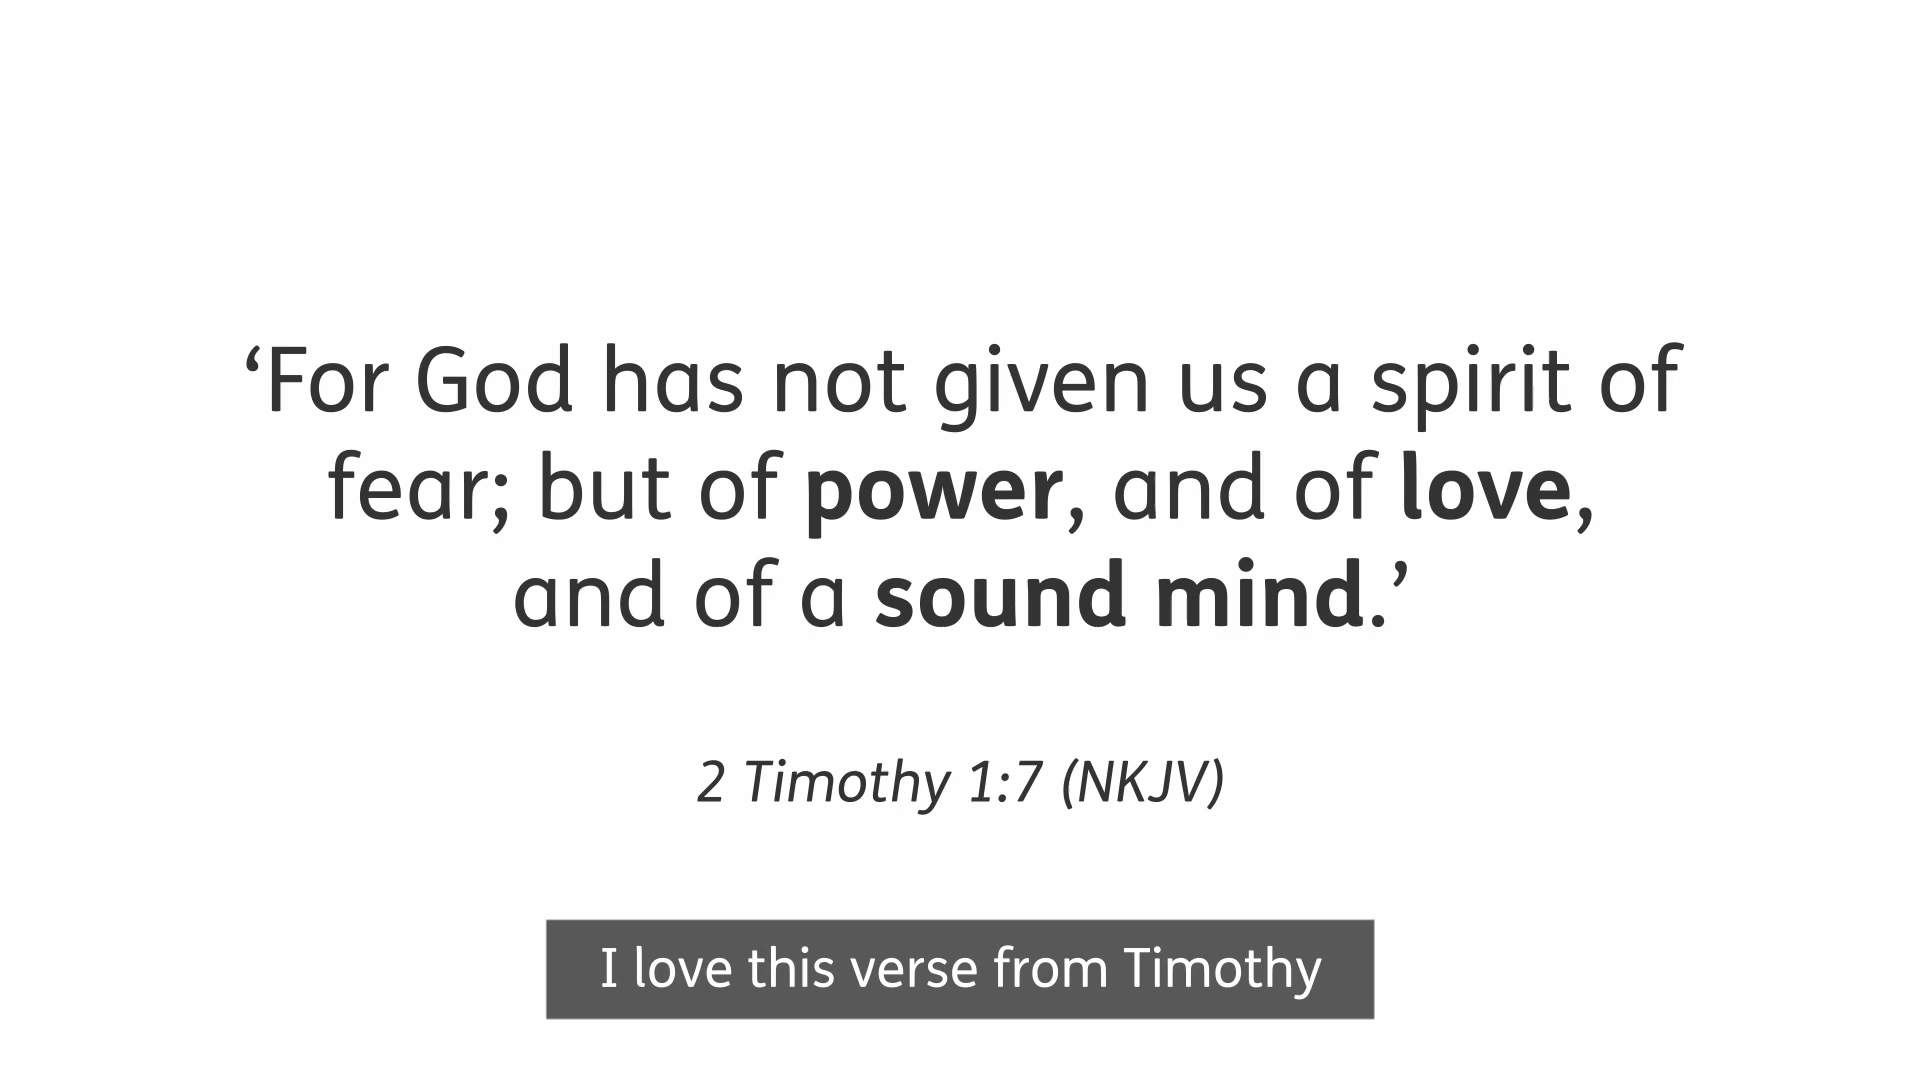 ‘For God has not given us a spirit of
fear; but of power, and of love,
and of a sound mind.’
2 Timothy 1:7 (NKJV)
I love this verse from Timothy